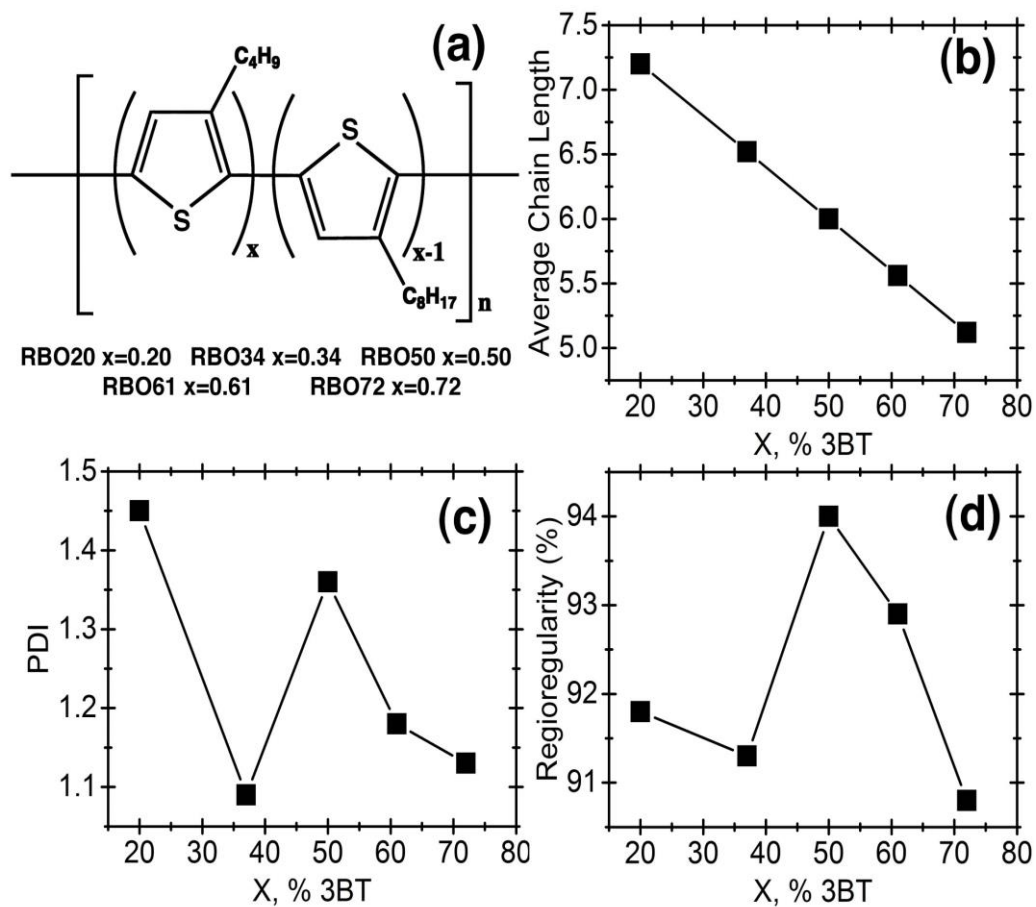 (a)
C4H9
S
S
x
x-1
C8H17
n
RBO20 x=0.20 RBO34 x=0.34 RBO50 x=0.50
RBO61 x=0.61 RBO72 x=0.72
(b)
Average Chain Length
7.5
7.0
6.5
6.0
5.5
5.0
20 30 40 50 60 70 80
X, % 3BT
(c)
PDI
1.5
1.4
1.3
1.2
1.1
20 30 40 50 60 70 80
X, % 3BT
(d)
Regioregularity (%)
94
93
92
91
20 30 40 50 60 70 80
X, % 3BT